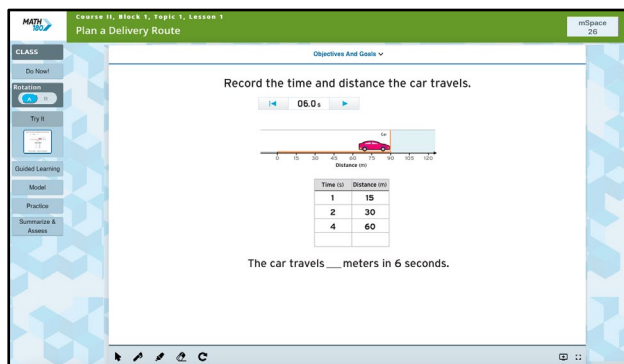 MATH
180
Course II, Block 1, Topic 1, Lesson 1
Plan a Delivery Route
mSpace
26
CLASS
Do Now!
Rotation
A B
Try It
Guided Learning
Model
Practice
Summarize &
Assess
Objectives And Goals
Record the time and distance the car travels.
06.0 s
Car
0 15 30 45 60 75 90 105 120
Distance (m)
Time (s) Distance (m)
1 15
2 30
4 60
The car travels __ meters in 6 seconds.